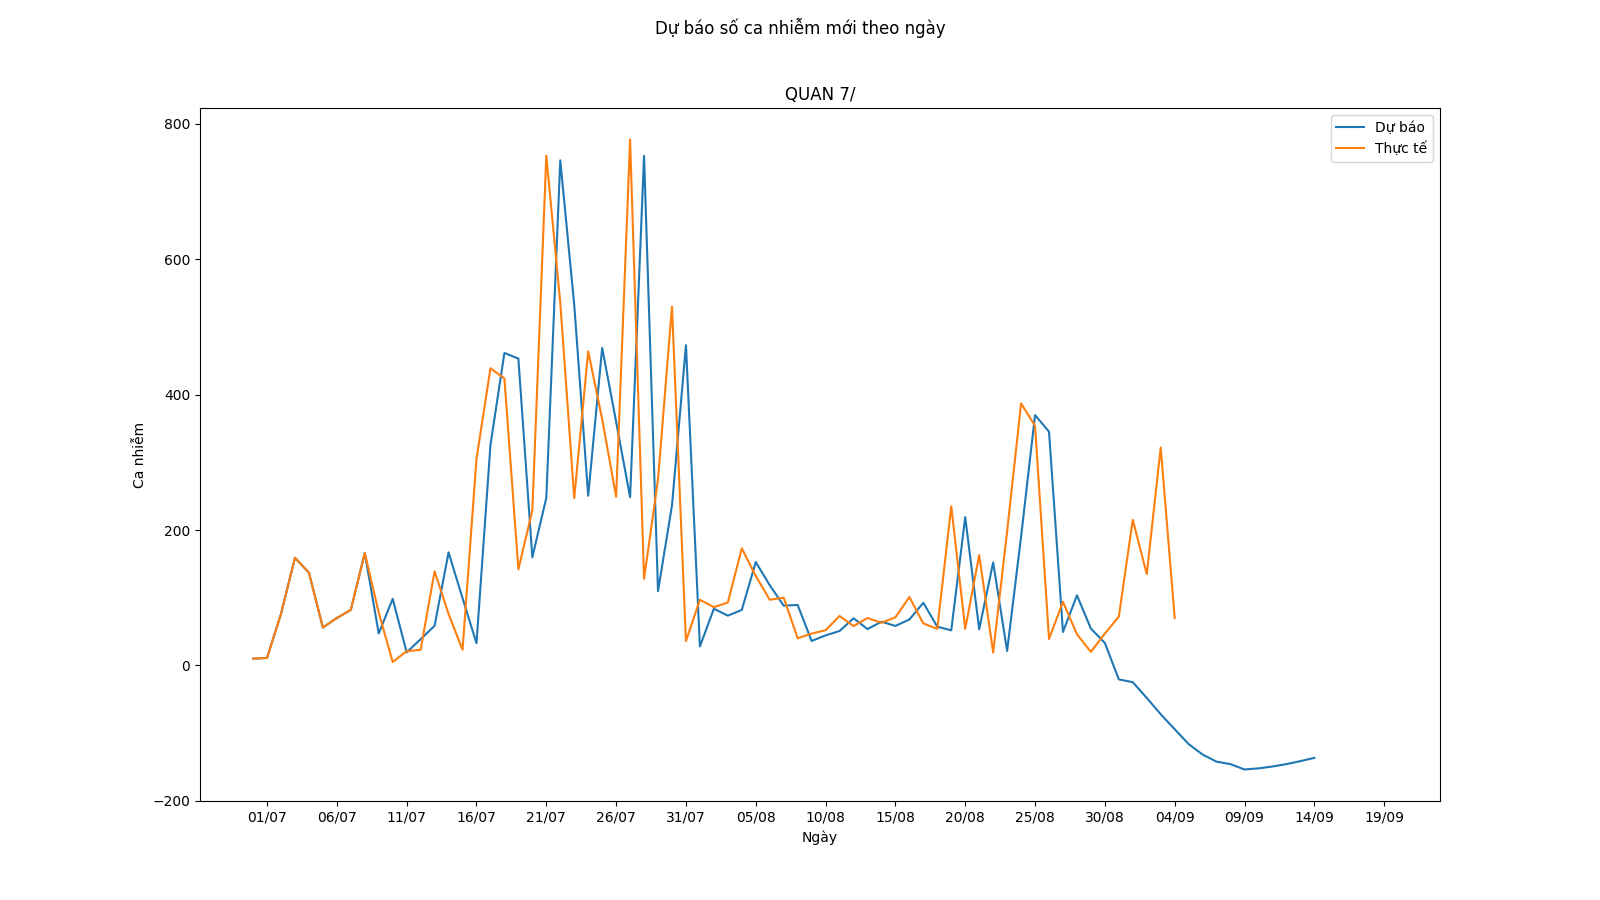 Dự báo số ca nhiễm mới theo ngày
QUAN 7/
Dự báo
Thực tế
Ca nhiễm
800
600
400
200
0
−200
01/07 06/07 11/07 16/07 21/07 26/07 31/07 05/08 10/08 15/08 20/08 25/08 30/08 04/09 09/09 14/09 19/09
Ngày